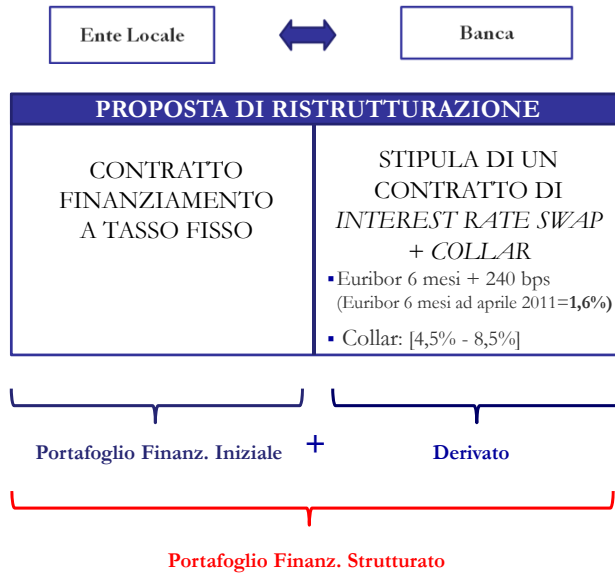 Ente Locale
Banca
PROPOSTA DI RISTRUTTURAZIONE
CONTRATTO
FINANZIAMENTO
A TASSO FISSO
STIPULA DI UN
CONTRATTO DI
INTEREST RATE SWAP
+ COLLAR
▪Euribor 6 mesi + 240 bps
(Euribor 6 mesi ad aprile 2011=1,6%)
▪ Collar: [4,5% - 8,5%]
Portafoglio Finanz. Iniziale
+
Derivato
Portafoglio Finanz. Strutturato